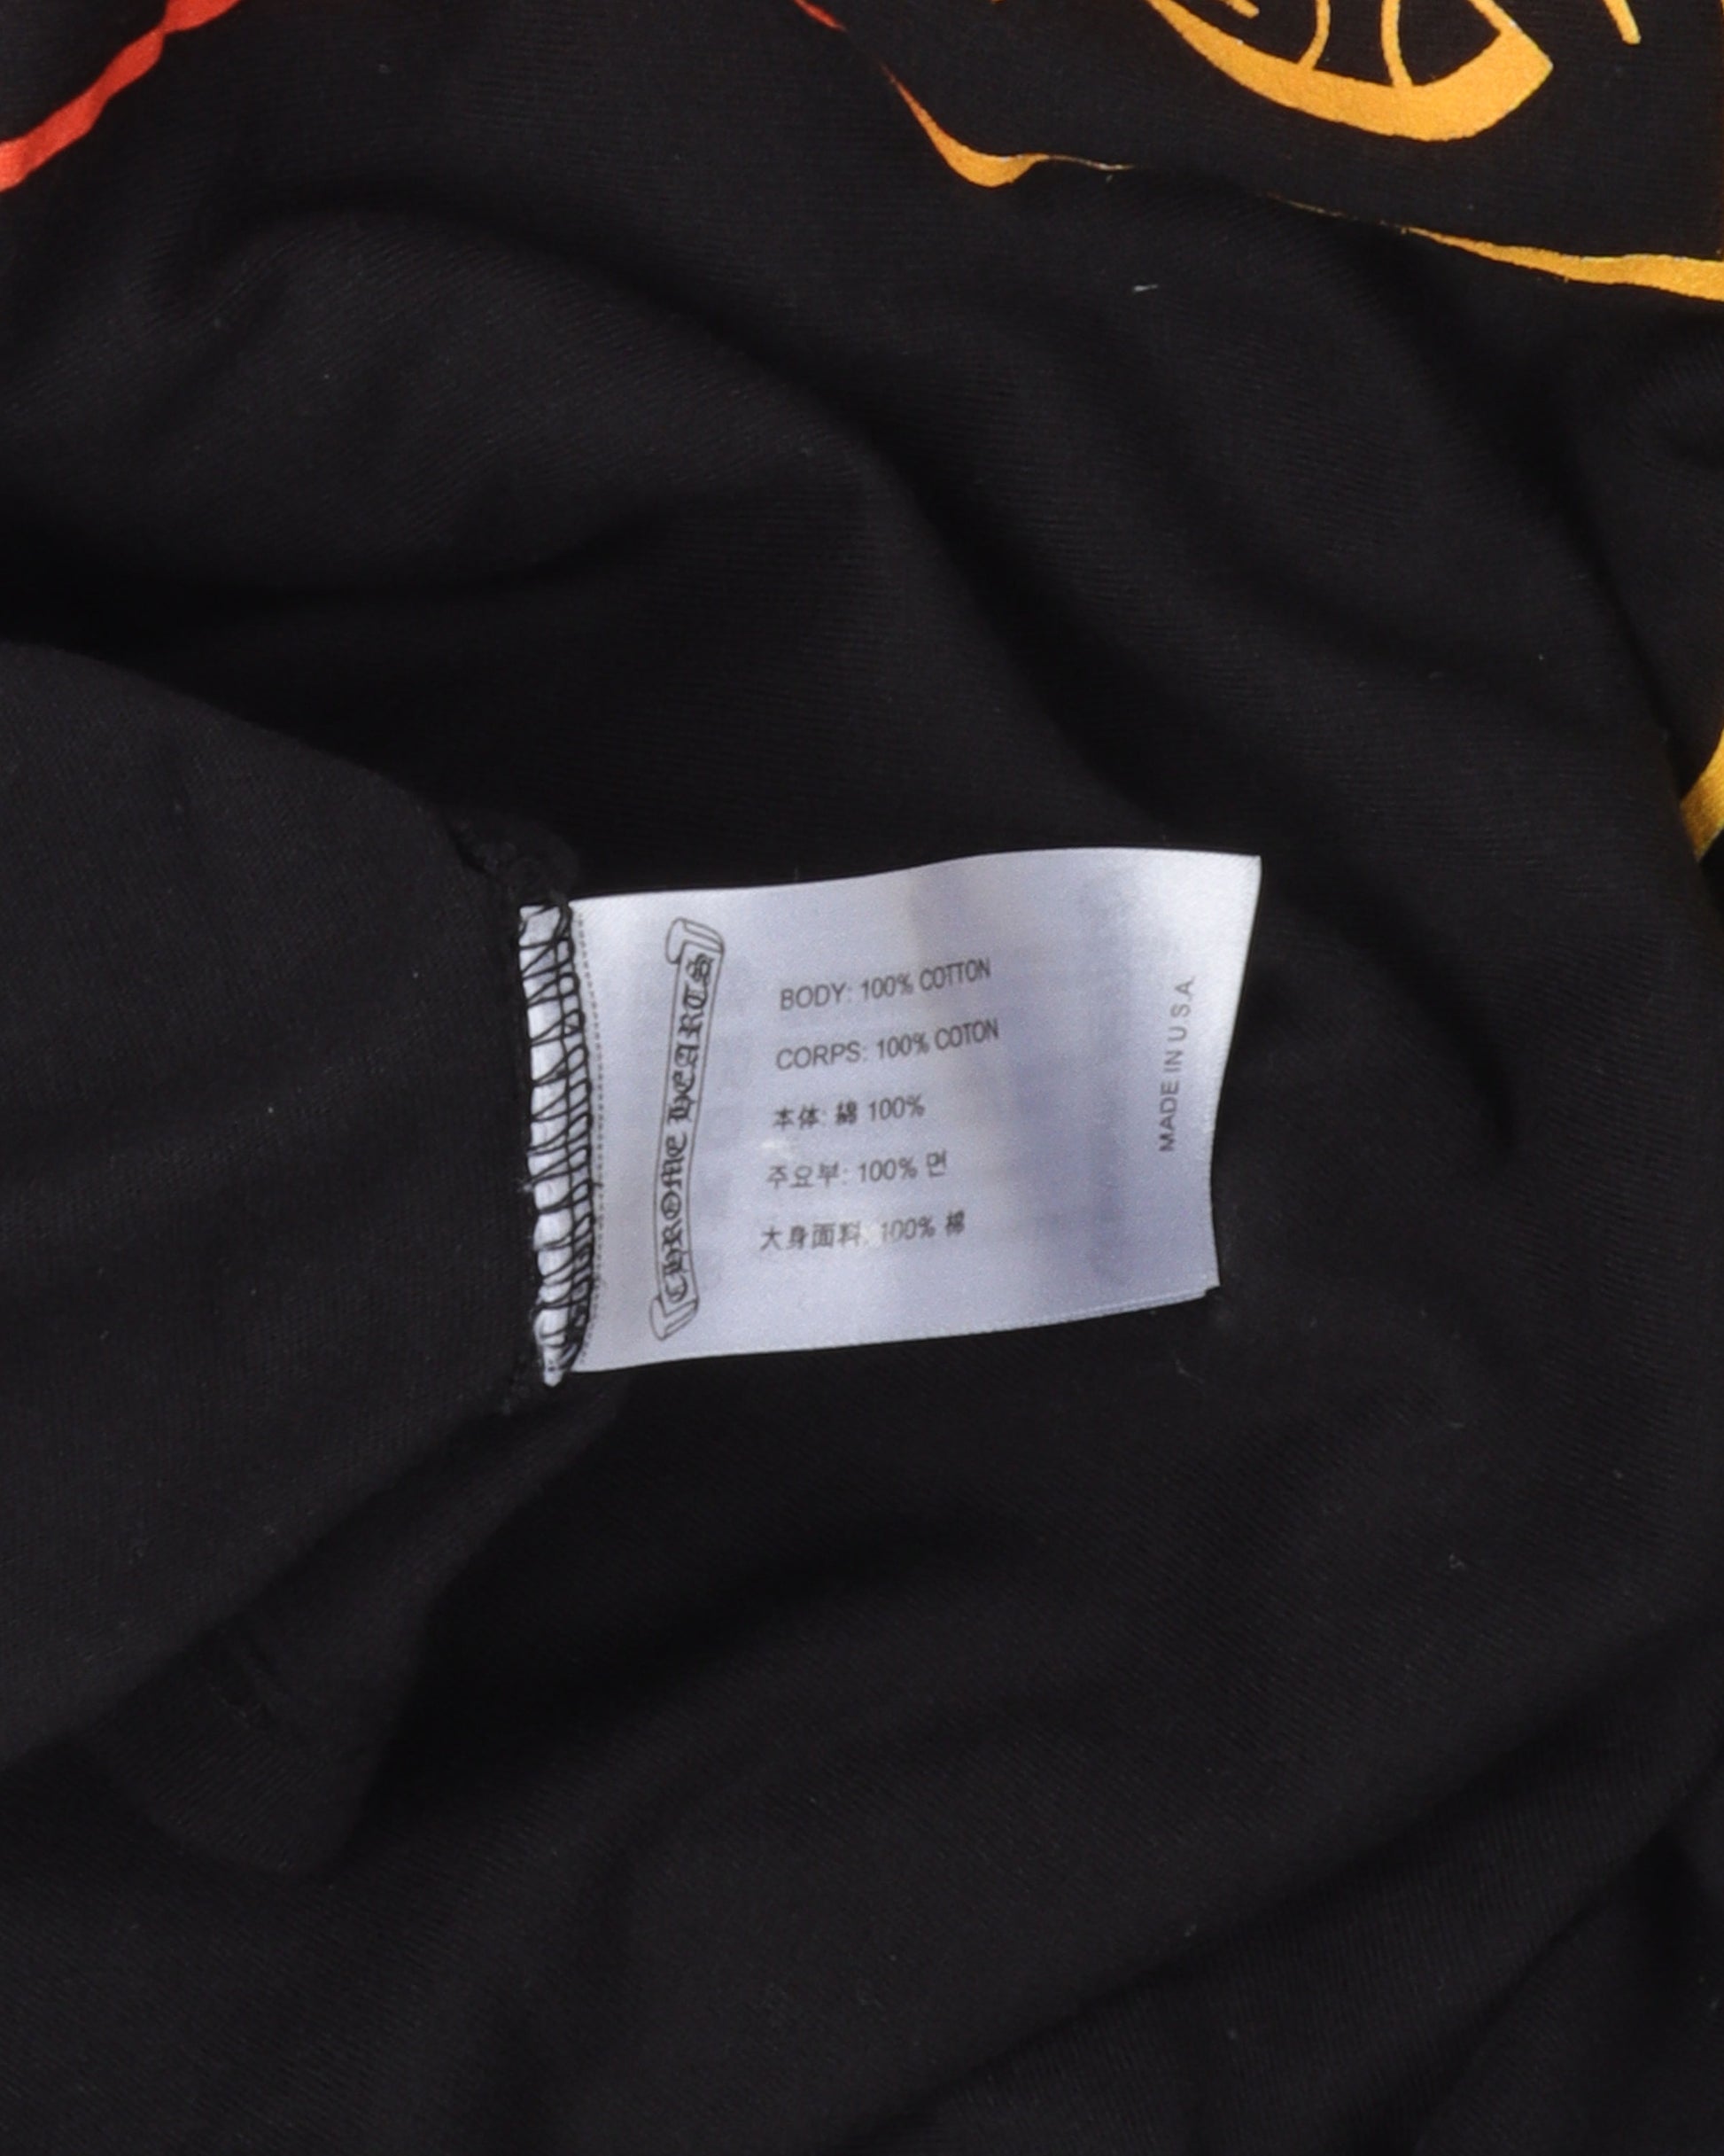 CHROME HEARTS
BODY: 100% COTTON
CORPS: 100% COTON
本体: 綿 100%
주요부: 100% 면
大身面料: 100% 棉
MADE IN U.S.A.